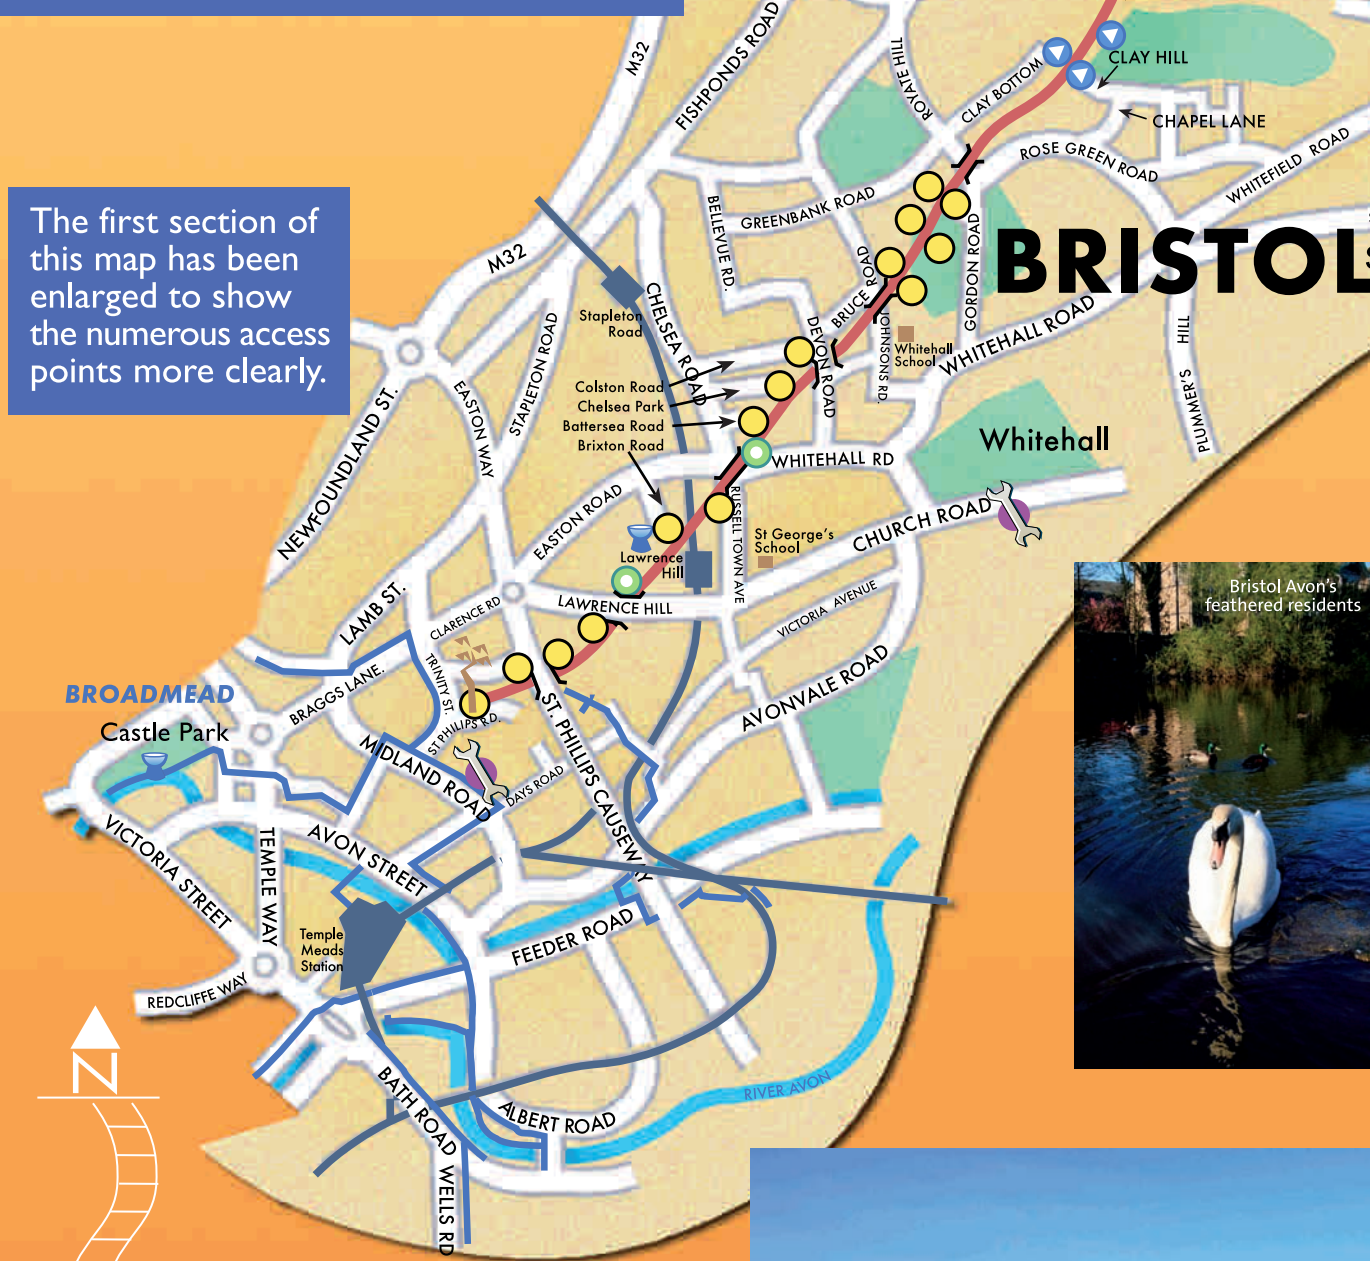 The first section of
this map has been
enlarged to show
the numerous access
points more clearly.
M32
FISHPONDS ROAD
ROYATE HILL
CLAY BOTTOM
CLAY HILL
CHAPEL LANE
ROSE GREEN ROAD
WHITEFIELD ROAD
GREENBANK ROAD
BELLEVUE RD.
M32
BRISTOL
GORDON ROAD
BRUCE ROAD
JOHNSONS RD.
Whitehall
School
WHITEHALL ROAD
PLUMMER'S HILL
Stapleton
Road
CHELSEA ROAD
DEVON ROAD
STAPLETON ROAD
EASTON WAY
NEWFOUNDLAND ST.
Colston Road
Chelsea Park
Battersea Road
Brixton Road
WHITEHALL RD
Whitehall
EASTON ROAD
RUSSELL TOWN AVE
St George's
School
CHURCH ROAD
Lawrence
Hill
LAWRENCE HILL
VICTORIA AVENUE
LAMB ST.
CLARENCE RD
TRINITY ST.
BRAGGS LANE.
BROADMEAD
Castle Park
ST PHILIPS RD.
MIDLAND ROAD
DAYS ROAD
ST. PHILLIPS CAUSEWAY
AVONVALE ROAD
VICTORIA STREET
TEMPLE WAY
AVON STREET
Temple
Meads
Station
FEEDER ROAD
REDCLIFFE WAY
BATH ROAD
ALBERT ROAD
RIVER AVON
WELLS RD
N
Bristol Avon's
feathered residents